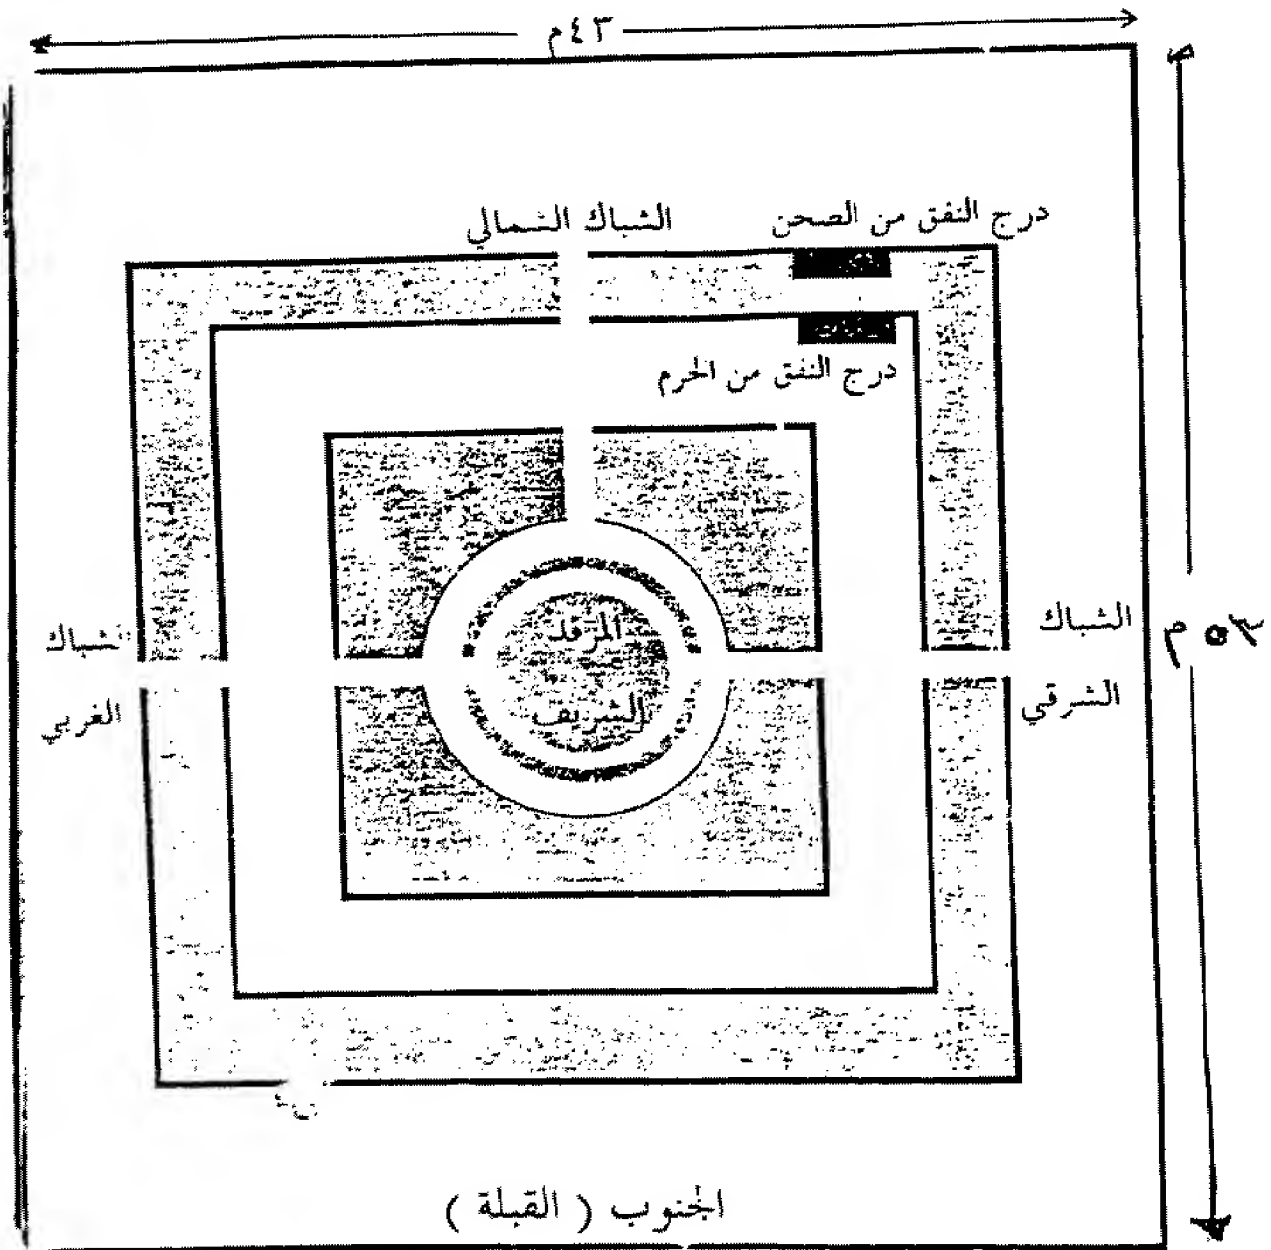 ٤٣م
الشباك الشمالي
درج النفق من الصحن
درج النفق من الحرم
المرقد
الشريف
الشباك
الشرقي
٥٣ م
الشباك
الغربي
الجنوب ( القبلة )